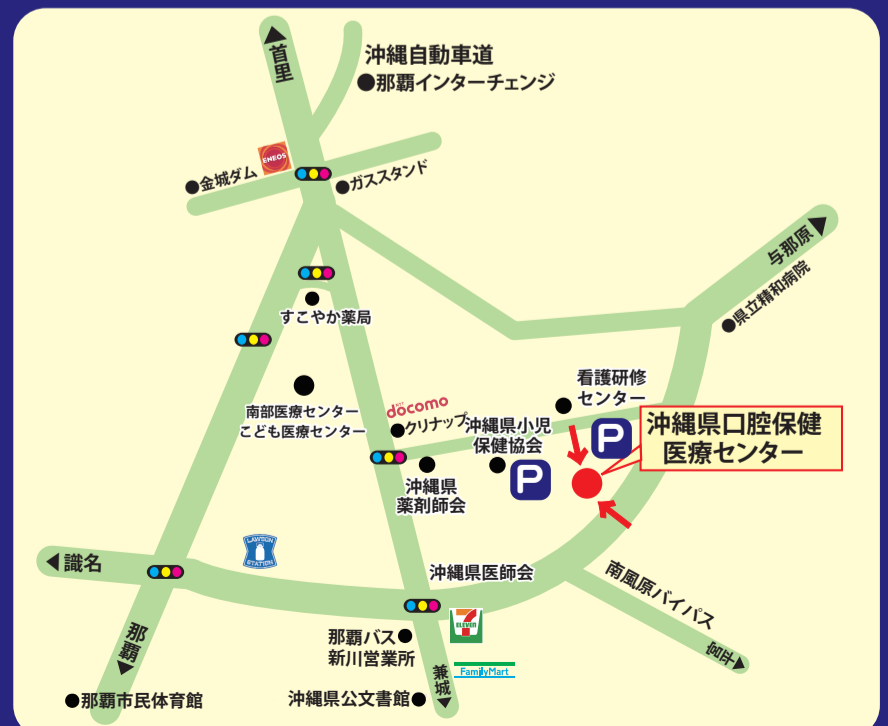 首里
沖縄自動車道
●那覇インターチェンジ
ENEOS
●金城ダム
●ガススタンド
与那原
●県立精和病院
すこやか薬局
南部医療センター
こども医療センター
docomo
●クリナップ
看護研修
センター
沖縄県小児
保健協会
P
沖縄県口腔保健
医療センター
P
沖縄県
薬剤師会
LAWSON
STATION
識名
沖縄県医師会
南風原バイパス
宮平
7
ELEVEN
那覇
那覇バス●
新川営業所
FamilyMart
兼城
●那覇市民体育館
沖縄県公文書館●